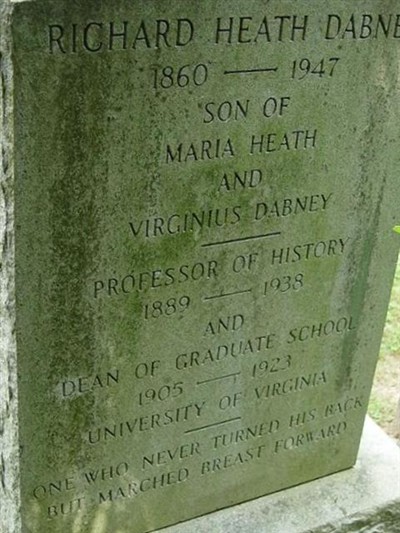 RICHARD HEATH DABNE
1860 — 1947
SON OF
MARIA HEATH
AND
VIRGINIUS DABNEY
PROFESSOR OF HISTORY
1889 — 1938
AND
DEAN OF GRADUATE SCHOOL
1905 — 1923
UNIVERSITY OF VIRGINIA
ONE WHO NEVER TURNED HIS BACK
BUT MARCHED BREAST FORWARD